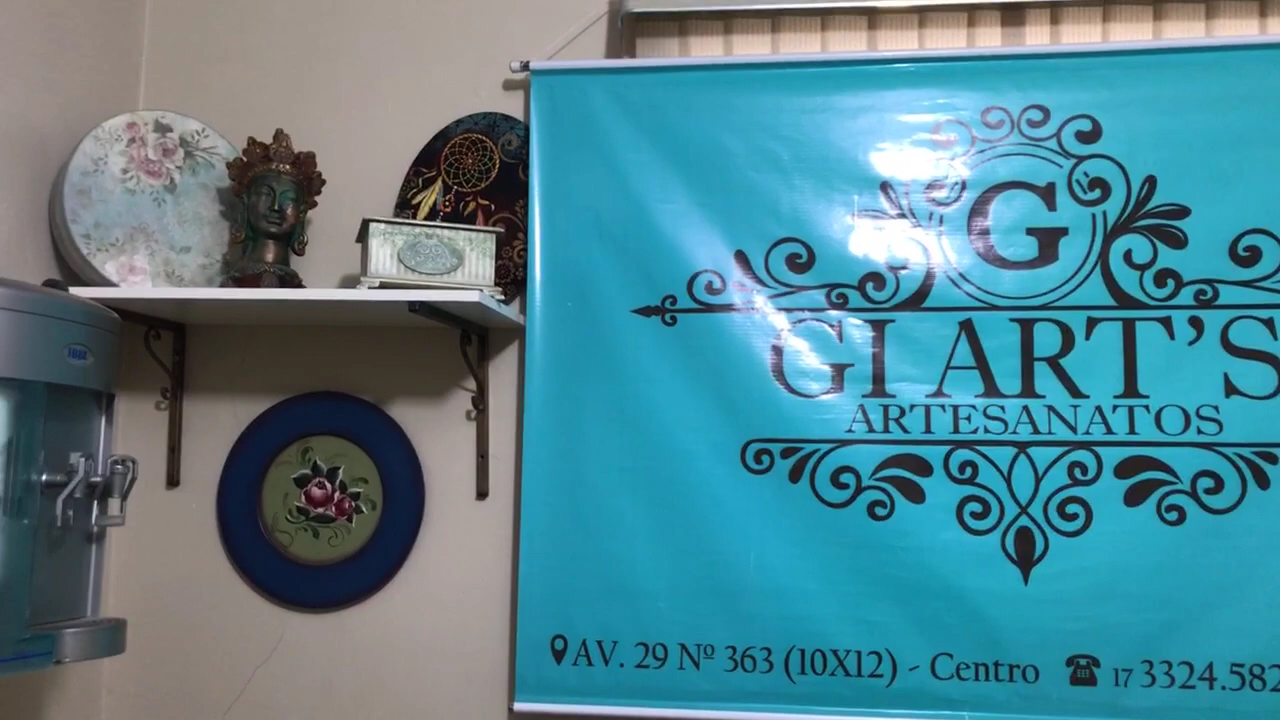 G
GI ART'S
ARTESANATOS
AV. 29 Nº 363 (10X12) - Centro
17 3324.582